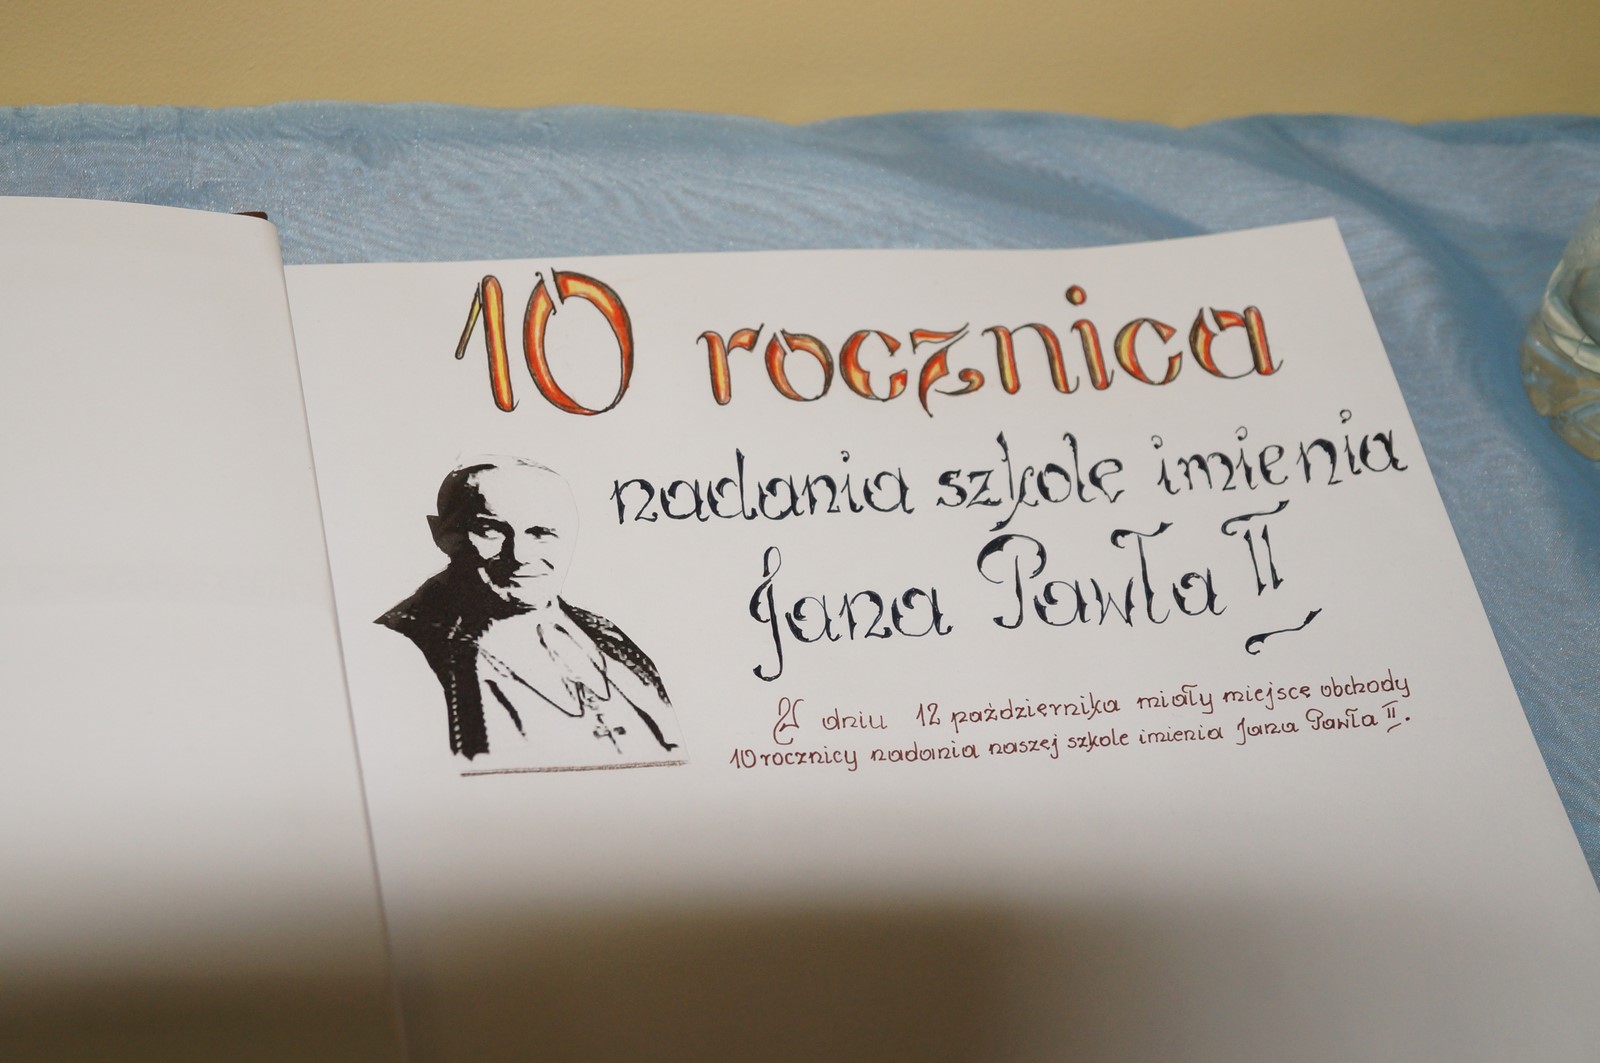 10 rocznica
nadania szkole imienia
Jana Pawła II
W dniu 12 października miały miejsce obchody
10 rocznicy nadania naszej szkole imienia Jana Pawła II.